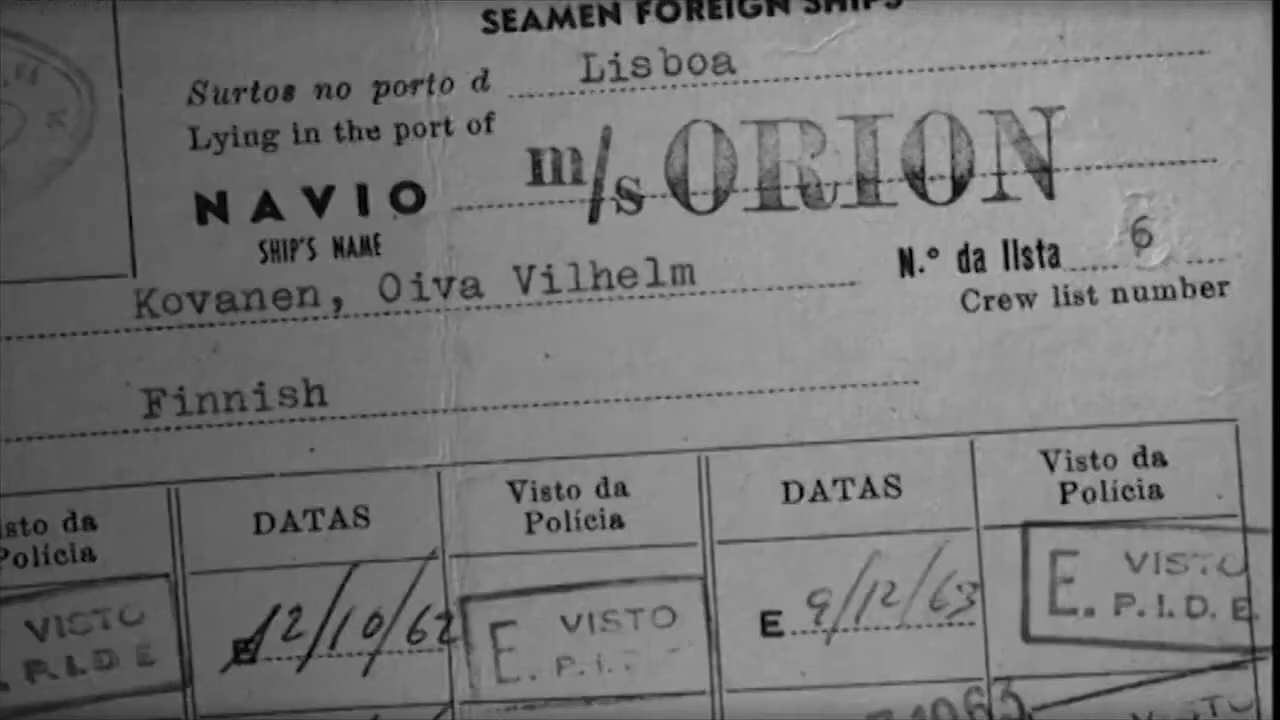 SEAMEN FOREIGN SHIPS
Surtos no porto d Lisboa
Lying in the port of
NAVIO m/s ORION
SHIP'S NAME
Kovanen, Oiva Vilhelm
N.º da lista 6
Crew list number
Finnish
sto da
Polícia
DATAS
Visto da
Polícia
DATAS
Visto da
Polícia
VISTO
P.I.D E
E 12/10/62
E. VISTO
P.I.
E. 9/12/63
E. VISTO
P.I.D.E
1963